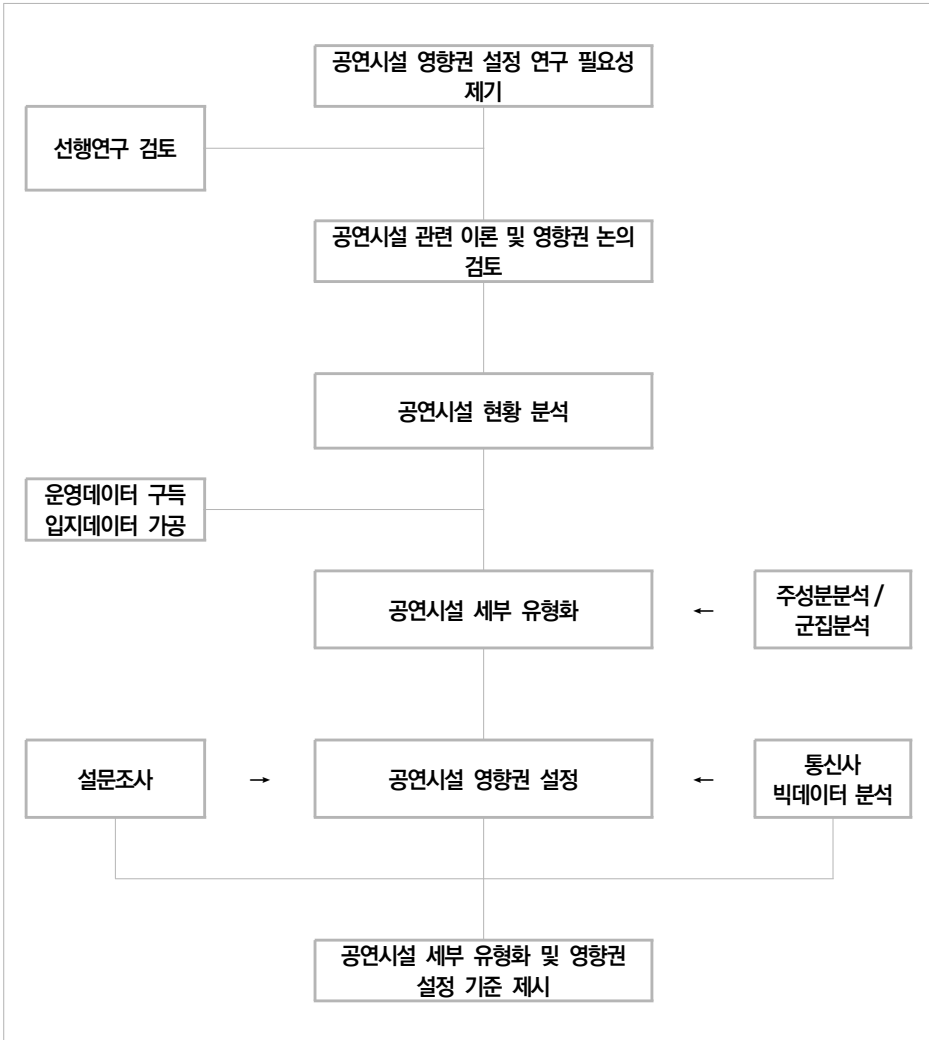 공연시설 영향권 설정 연구 필요성
제기
선행연구 검토
공연시설 관련 이론 및 영향권 논의
검토
공연시설 현황 분석
운영데이터 구득
입지데이터 가공
공연시설 세부 유형화
←
주성분분석 /
군집분석
설문조사
→
공연시설 영향권 설정
←
통신사
빅데이터 분석
공연시설 세부 유형화 및 영향권
설정 기준 제시